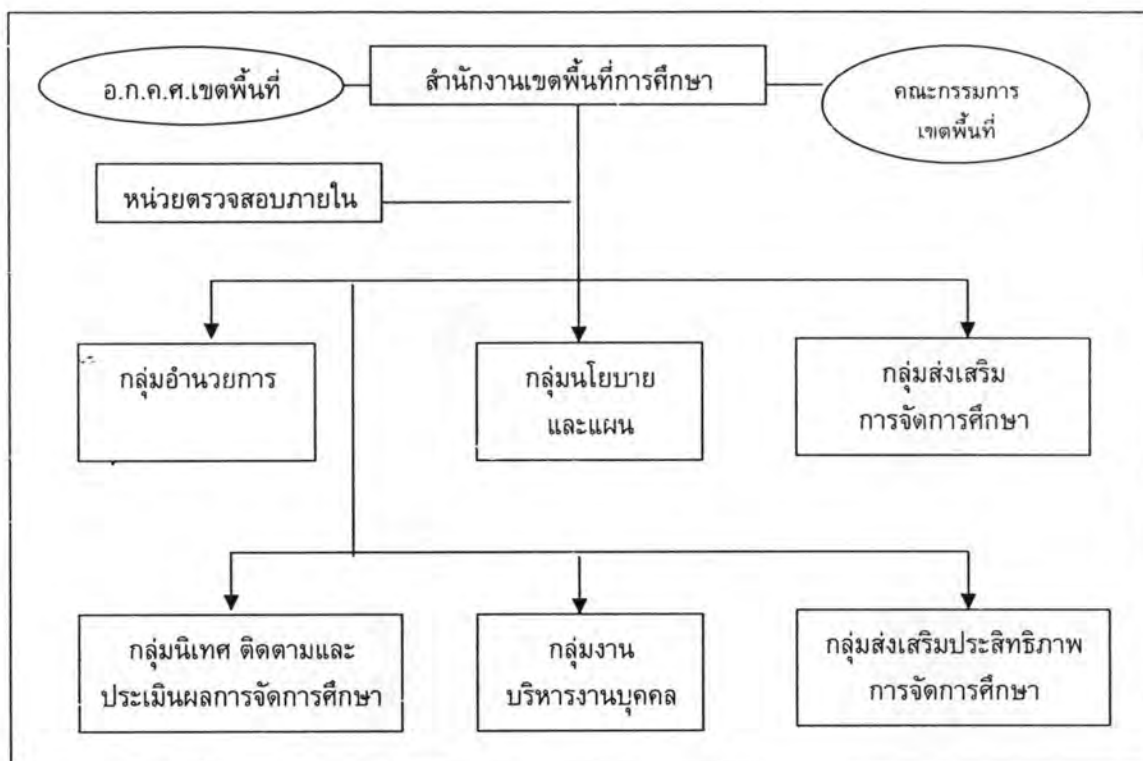 อ.ก.ค.ศ.เขตพื้นที่
สำนักงานเขตพื้นที่การศึกษา
คณะกรรมการ
เขตพื้นที่
หน่วยตรวจสอบภายใน
กลุ่มอำนวยการ
กลุ่มนโยบาย
และแผน
กลุ่มส่งเสริม
การจัดการศึกษา
กลุ่มนิเทศ ติดตามและ
ประเมินผลการจัดการศึกษา
กลุ่มงาน
บริหารงานบุคคล
กลุ่มส่งเสริมประสิทธิภาพ
การจัดการศึกษา